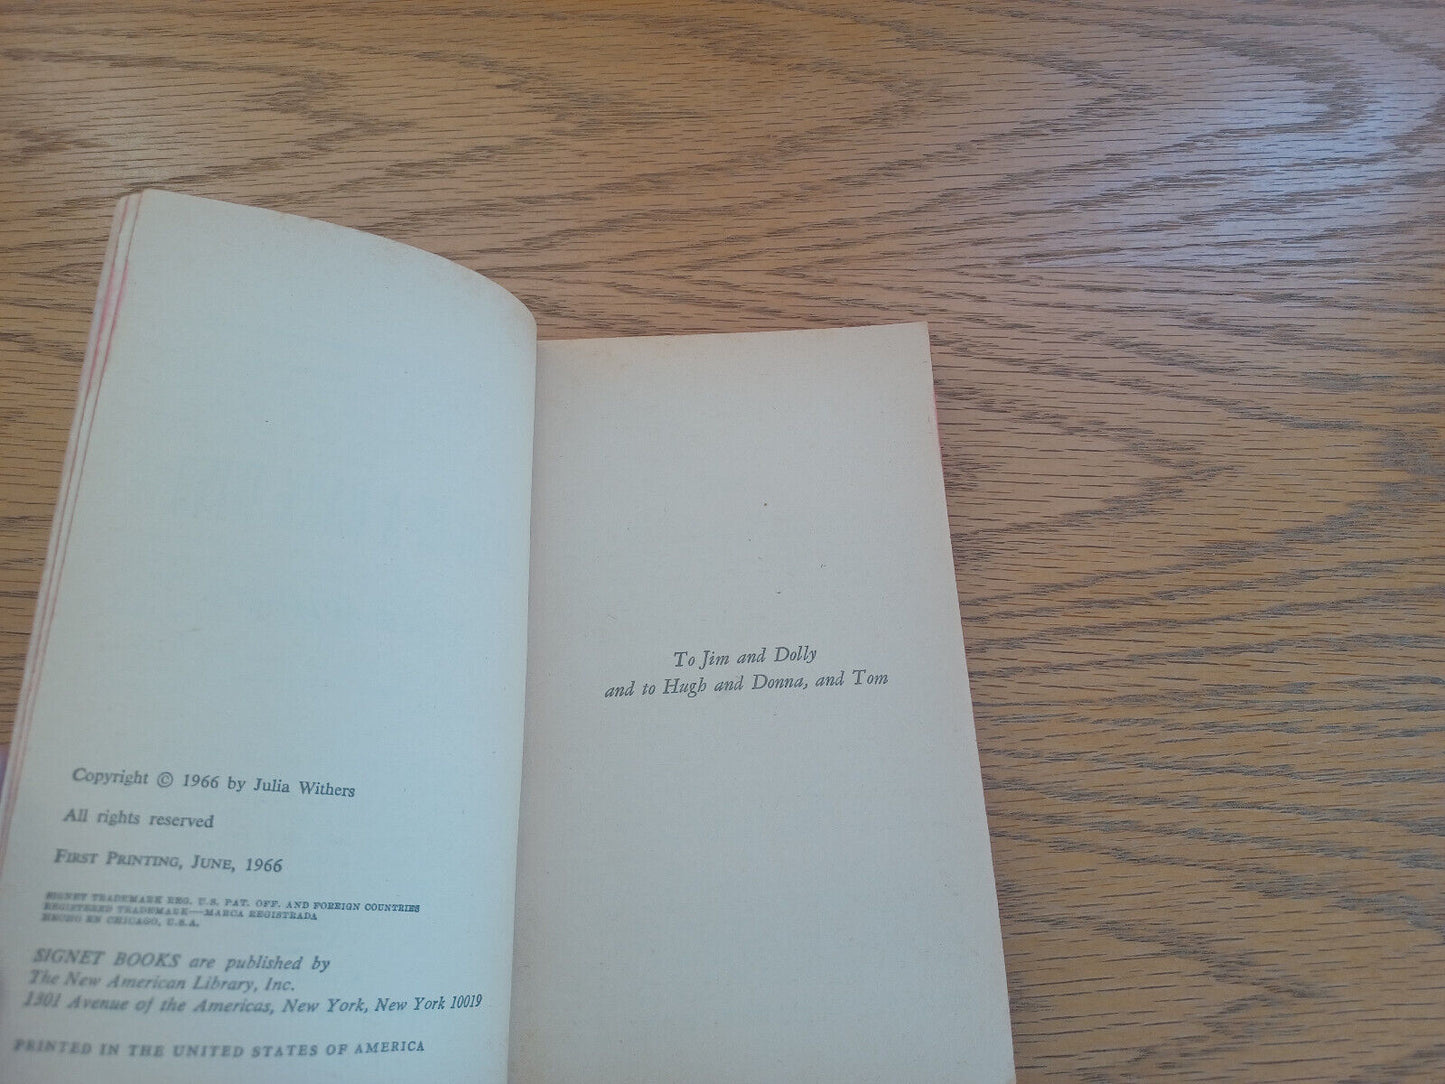 Copyright © 1966 by Julia Withers
All rights reserved
FIRST PRINTING, JUNE, 1966
SIGNET TRADEMARK REG. U.S. PAT. OFF. AND FOREIGN COUNTRIES
REGISTERED TRADEMARK—MARCA REGISTRADA
HECHO EN CHICAGO, U.S.A.
SIGNET BOOKS are published by
The New American Library, Inc.
1301 Avenue of the Americas, New York, New York 10019
PRINTED IN THE UNITED STATES OF AMERICA
To Jim and Dolly
and to Hugh and Donna, and Tom